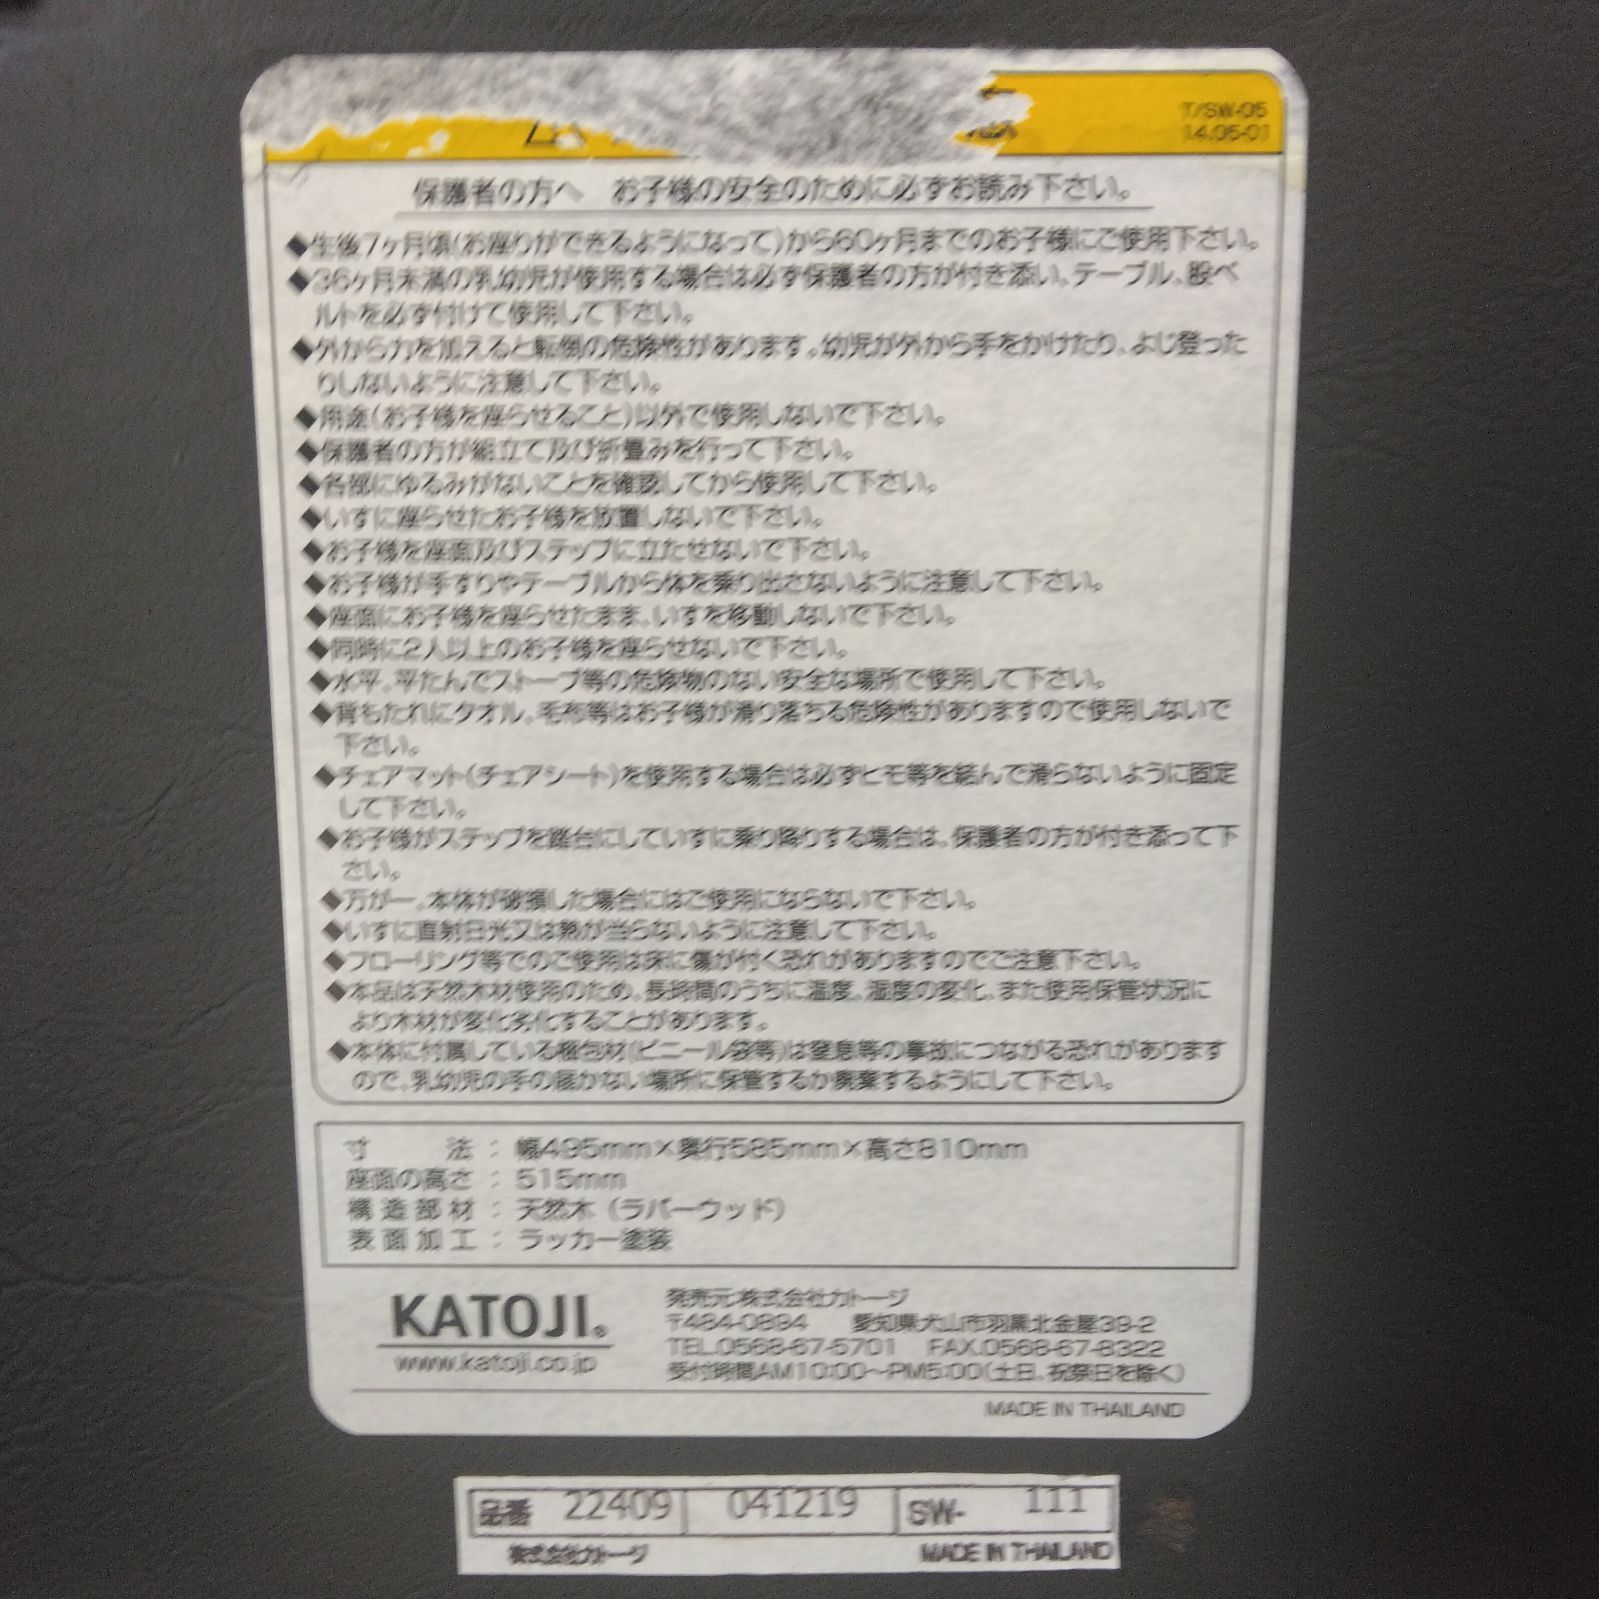 T/SW-05
14.05-01
保護者の方へ お子様の安全のために必ずお読み下さい。
◆生後7ヶ月頃(お座りができるようになって)から60ヶ月までのお子様にご使用下さい。
◆36ヶ月未満の乳幼児が使用する場合は必ず保護者の方が付き添い、テーブル、股ベ
ルトを必ず付けて使用して下さい。
◆外から力を加えると転倒の危険性があります。幼児が外から手をかけたり、よじ登った
りしないように注意して下さい。
◆用途(お子様を座らせること)以外で使用しないで下さい。
◆保護者の方が組立て及び折畳みを行って下さい。
◆各部にゆるみがないことを確認してから使用して下さい。
◆いすに座らせたお子様を放置しないで下さい。
◆お子様を座面及びステップに立たせないで下さい。
◆お子様が手すりやテーブルから体を乗り出さないように注意して下さい。
◆座面にお子様を座らせたまま、いすを移動しないで下さい。
◆同時に2人以上のお子様を座らせないで下さい。
◆水平、平たんでストーブ等の危険物のない安全な場所で使用して下さい。
◆背もたれにタオル、毛布等はお子様が滑り落ちる危険性がありますので使用しないで
下さい。
◆チェアマット(チェアシート)を使用する場合は必ずヒモ等を結んで滑らないように固定
して下さい。
◆お子様がステップを踏台にしていすに乗り降りする場合は、保護者の方が付き添って下
さい。
◆万が一、本体が破損した場合にはご使用にならないで下さい。
◆いすに直射日光又は熱が当らないように注意して下さい。
◆フローリング等でのご使用は床に傷が付く恐れがありますのでご注意下さい。
◆本品は天然木材使用のため、長時間のうちに温度、湿度の変化、また使用保管状況に
より木材が変化劣化することがあります。
◆本体に付属している梱包材(ビニール袋等)は窒息等の事故につながる恐れがあります
ので、乳幼児の手の届かない場所に保管するか廃棄するようにして下さい。
寸 法 : 幅495mm×奥行585mm×高さ810mm
座面の高さ : 515mm
構造部材 : 天然木(ラバーウッド)
表面加工 : ラッカー塗装
KATOJI®
www.katoji.co.jp
発売元:株式会社カトージ
〒484-0894 愛知県犬山市羽黒北金屋39-2
TEL.0568-67-5701 FAX.0568-67-8322
受付時間AM10:00〜PM5:00(土日、祝祭日を除く)
MADE IN THAILAND
品番 22409 041219 SW- 111
株式会社カトージ MADE IN THAILAND